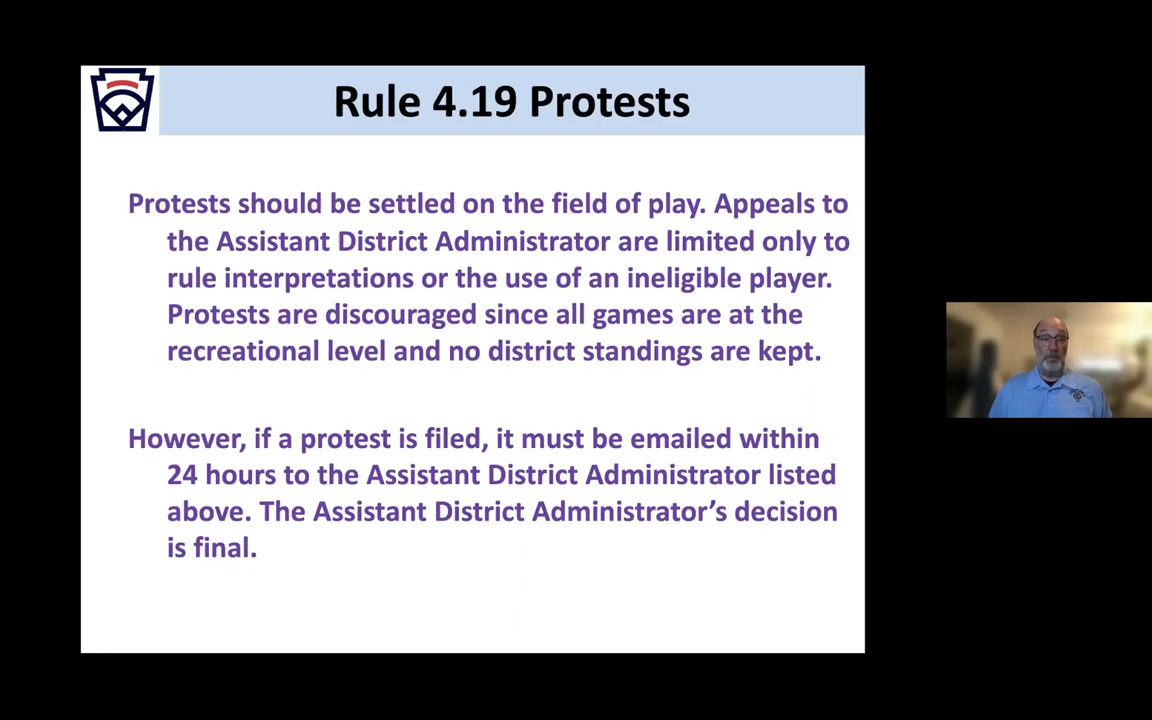 Rule 4.19 Protests
Protests should be settled on the field of play. Appeals to
the Assistant District Administrator are limited only to
rule interpretations or the use of an ineligible player.
Protests are discouraged since all games are at the
recreational level and no district standings are kept.
However, if a protest is filed, it must be emailed within
24 hours to the Assistant District Administrator listed
above. The Assistant District Administrator’s decision
is final.